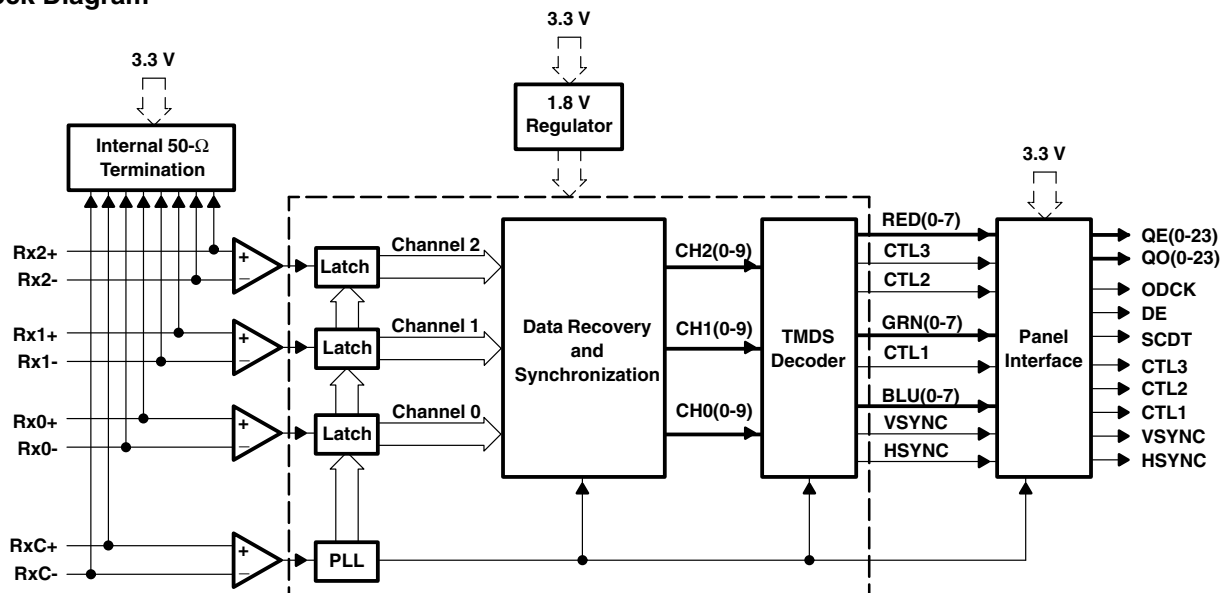 ock Diagram
3.3 V
3.3 V
1.8 V
Regulator
Internal 50-Ω
Termination
3.3 V
Rx2+
Rx2-
Rx1+
Rx1-
Rx0+
Rx0-
RxC+
RxC-
+
−
+
−
+
−
+
−
Latch
Latch
Latch
PLL
Channel 2
Channel 1
Channel 0
Data Recovery
and
Synchronization
CH2(0-9)
CH1(0-9)
CH0(0-9)
TMDS
Decoder
RED(0-7)
CTL3
CTL2
GRN(0-7)
CTL1
BLU(0-7)
VSYNC
HSYNC
Panel
Interface
QE(0-23)
QO(0-23)
ODCK
DE
SCDT
CTL3
CTL2
CTL1
VSYNC
HSYNC